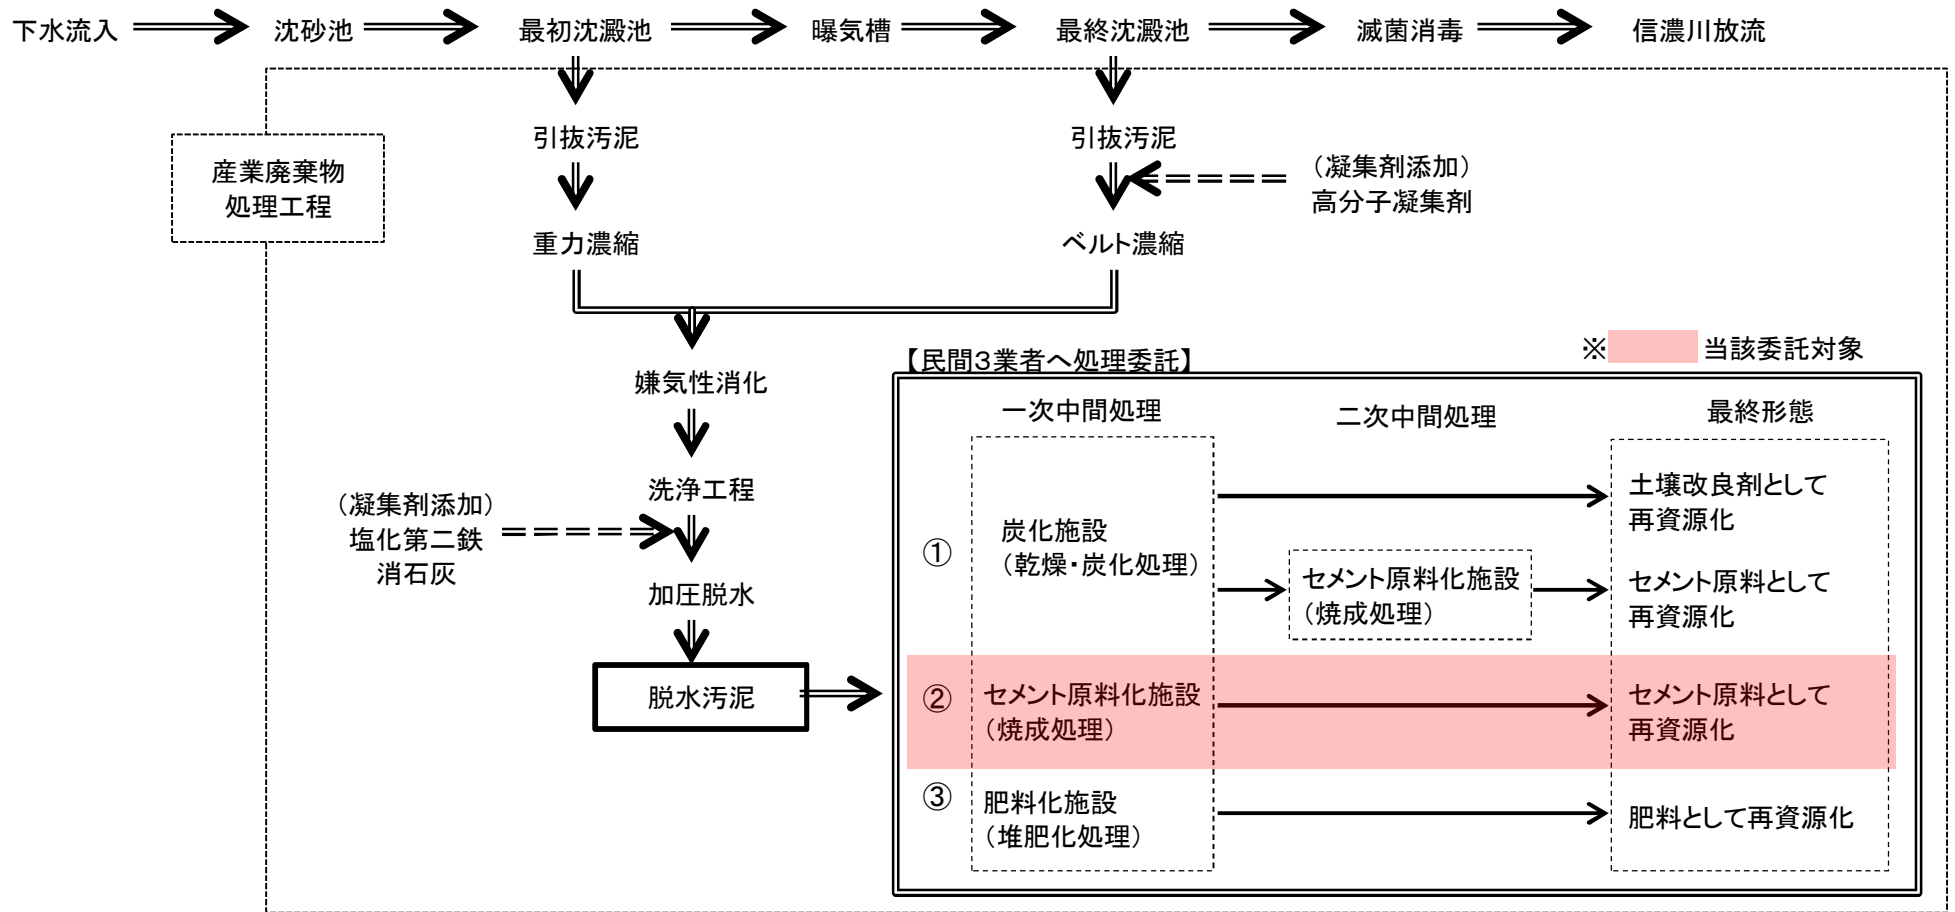 下水流入
沈砂池
最初沈澱池
曝気槽
最終沈澱池
滅菌消毒
信濃川放流
産業廃棄物
処理工程
引抜汚泥
引抜汚泥
（凝集剤添加）
高分子凝集剤
重力濃縮
ベルト濃縮
嫌気性消化
洗浄工程
（凝集剤添加）
塩化第二鉄
消石灰
加圧脱水
脱水汚泥
【民間3業者へ処理委託】
※
当該委託対象
一次中間処理
二次中間処理
最終形態
①
炭化施設
（乾燥・炭化処理）
土壌改良剤として
再資源化
セメント原料化施設
（焼成処理）
セメント原料として
再資源化
②
セメント原料化施設
（焼成処理）
セメント原料として
再資源化
③
肥料化施設
（堆肥化処理）
肥料として再資源化